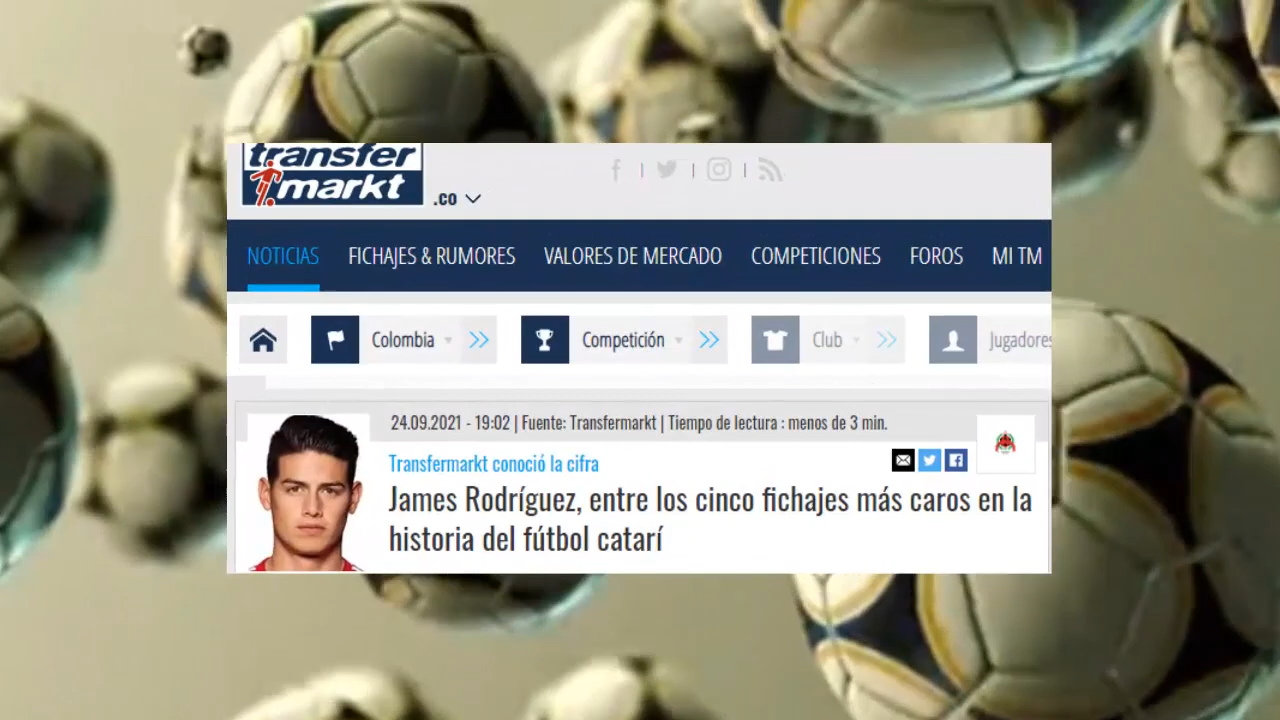 transfer
markt
.co
NOTICIAS FICHAJES & RUMORES VALORES DE MERCADO COMPETICIONES FOROS MI TM
Colombia Competición Club Jugadores
24.09.2021 - 19:02 | Fuente: Transfermarkt | Tiempo de lectura : menos de 3 min.
Transfermarkt conoció la cifra
James Rodríguez, entre los cinco fichajes más caros en la
historia del fútbol catarí